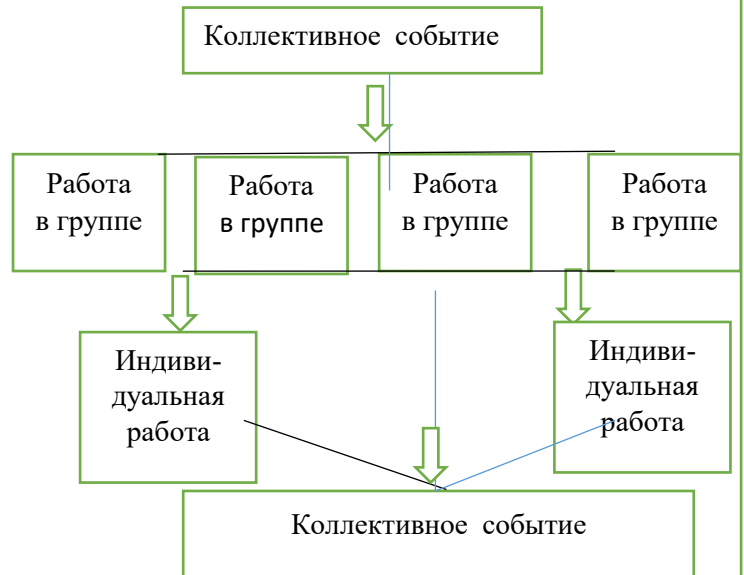 Коллективное событие
Работа
в группе
Работа
в группе
Работа
в группе
Работа
в группе
Индиви-
дуальная
работа
Индиви-
дуальная
работа
Коллективное событие